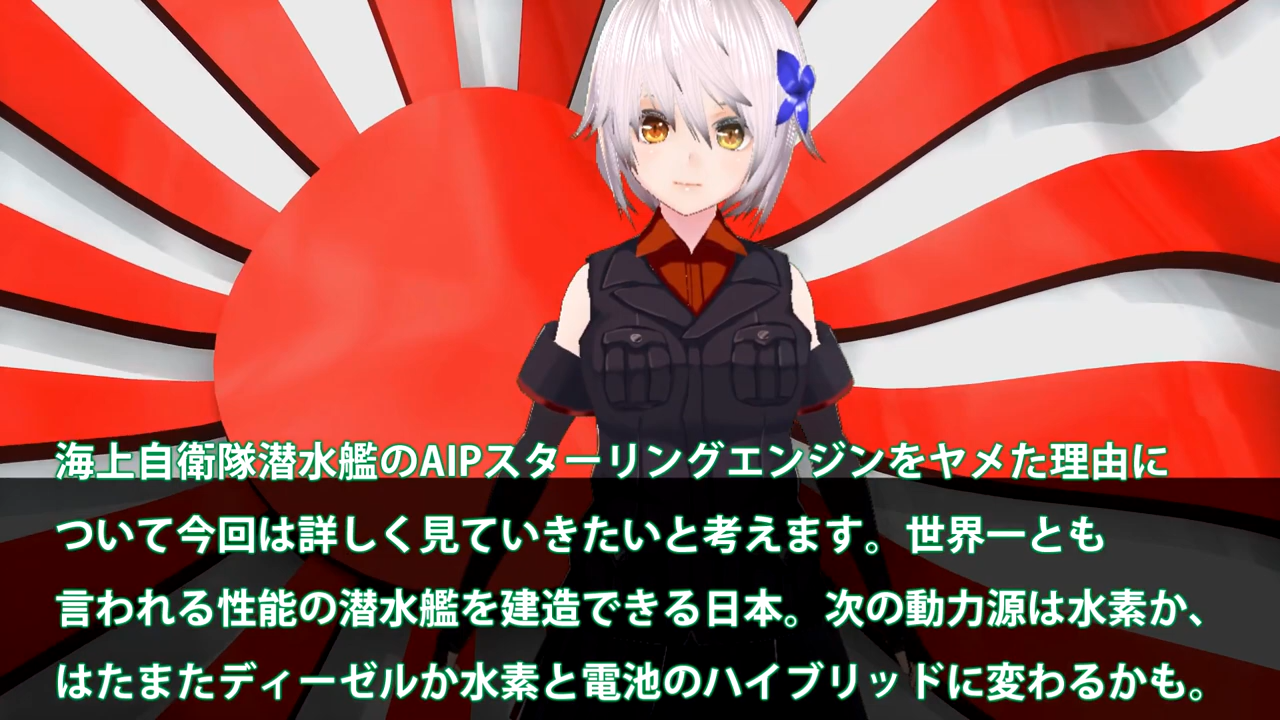 海上自衛隊潜水艦のAIPスターリングエンジンをヤメた理由に
ついて今回は詳しく見ていきたいと考えます。世界一とも
言われる性能の潜水艦を建造できる日本。次の動力源は水素か、
はたまたディーゼルか水素と電池のハイブリッドに変わるかも。